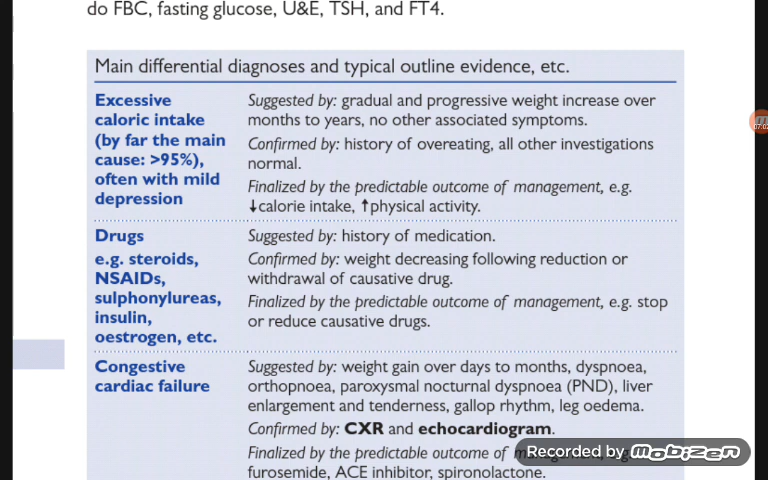 do FBC, fasting glucose, U&E, TSH, and FT4.
Main differential diagnoses and typical outline evidence, etc.
Excessive
caloric intake
(by far the main
cause: >95%),
often with mild
depression
Suggested by: gradual and progressive weight increase over
months to years, no other associated symptoms.
Confirmed by: history of overeating, all other investigations
normal.
Finalized by the predictable outcome of management, e.g.
↓calorie intake, ↑physical activity.
Drugs
e.g. steroids,
NSAIDs,
sulphonylureas,
insulin,
oestrogen, etc.
Suggested by: history of medication.
Confirmed by: weight decreasing following reduction or
withdrawal of causative drug.
Finalized by the predictable outcome of management, e.g. stop
or reduce causative drugs.
Congestive
cardiac failure
Suggested by: weight gain over days to months, dyspnoea,
orthopnoea, paroxysmal nocturnal dyspnoea (PND), liver
enlargement and tenderness, gallop rhythm, leg oedema.
Confirmed by: CXR and echocardiogram.
Finalized by the predictable outcome of
furosemide, ACE inhibitor, spironolactone.
Recorded by Mobizen